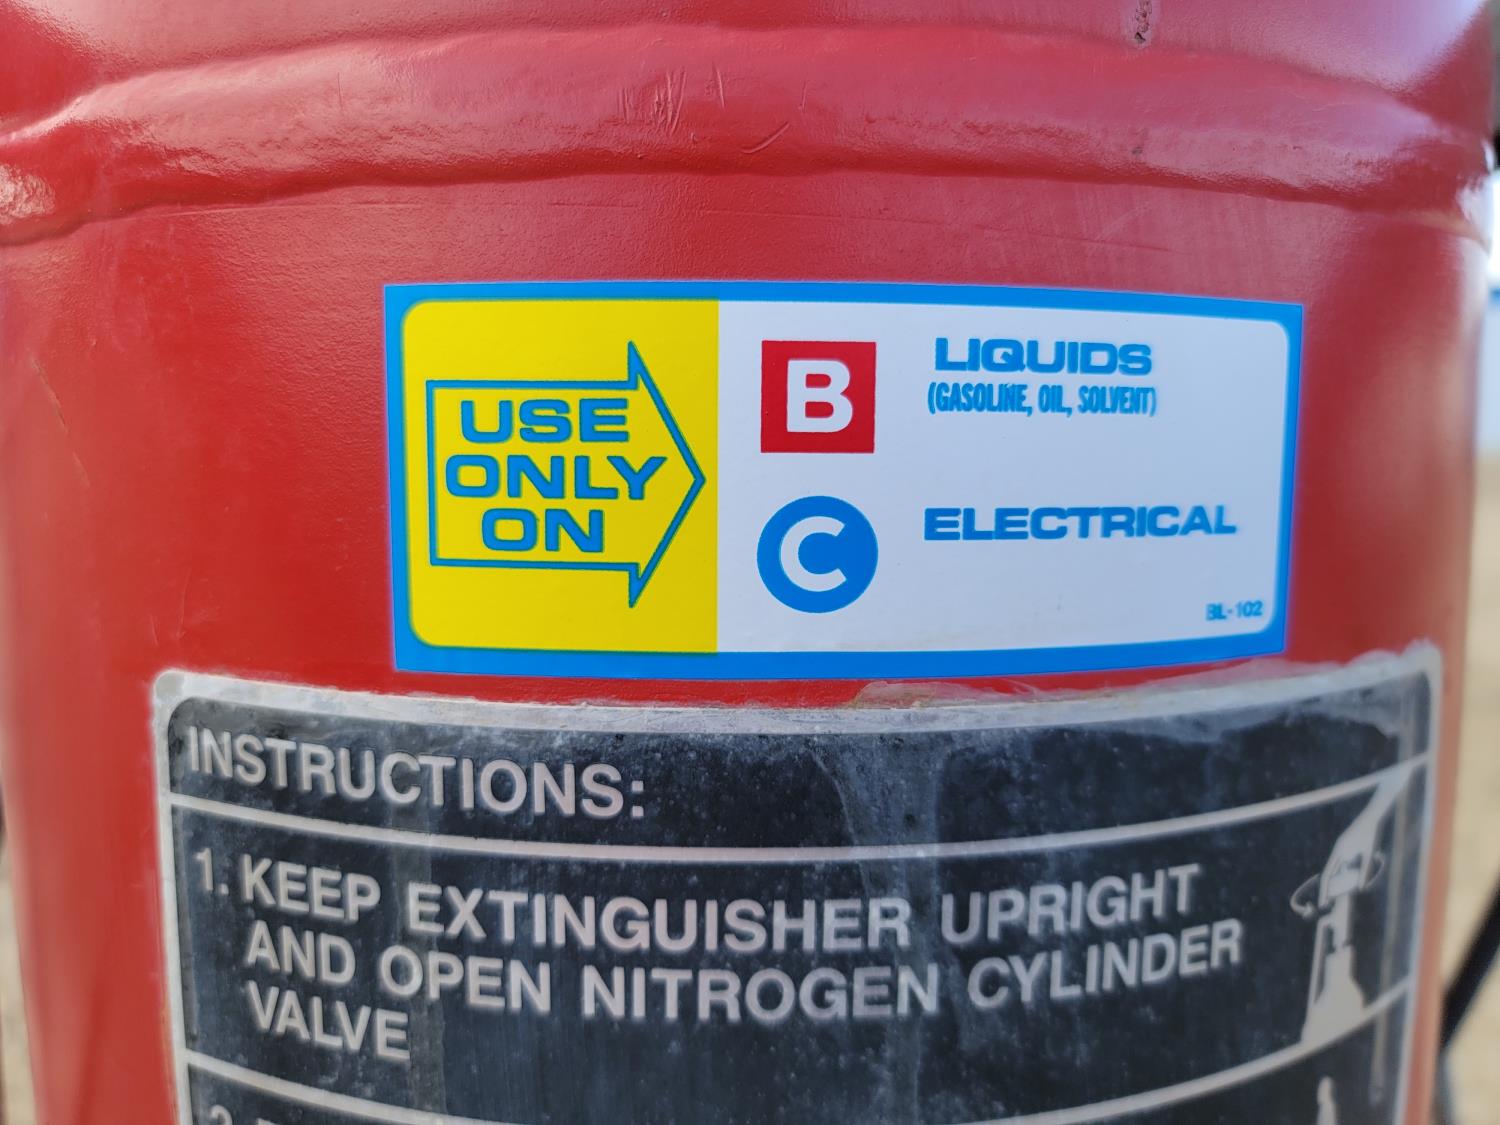 USE
ONLY
ON
B
LIQUIDS
(GASOLINE, OIL, SOLVENT)
C
ELECTRICAL
BL-102
INSTRUCTIONS:
1. KEEP EXTINGUISHER UPRIGHT
AND OPEN NITROGEN CYLINDER
VALVE